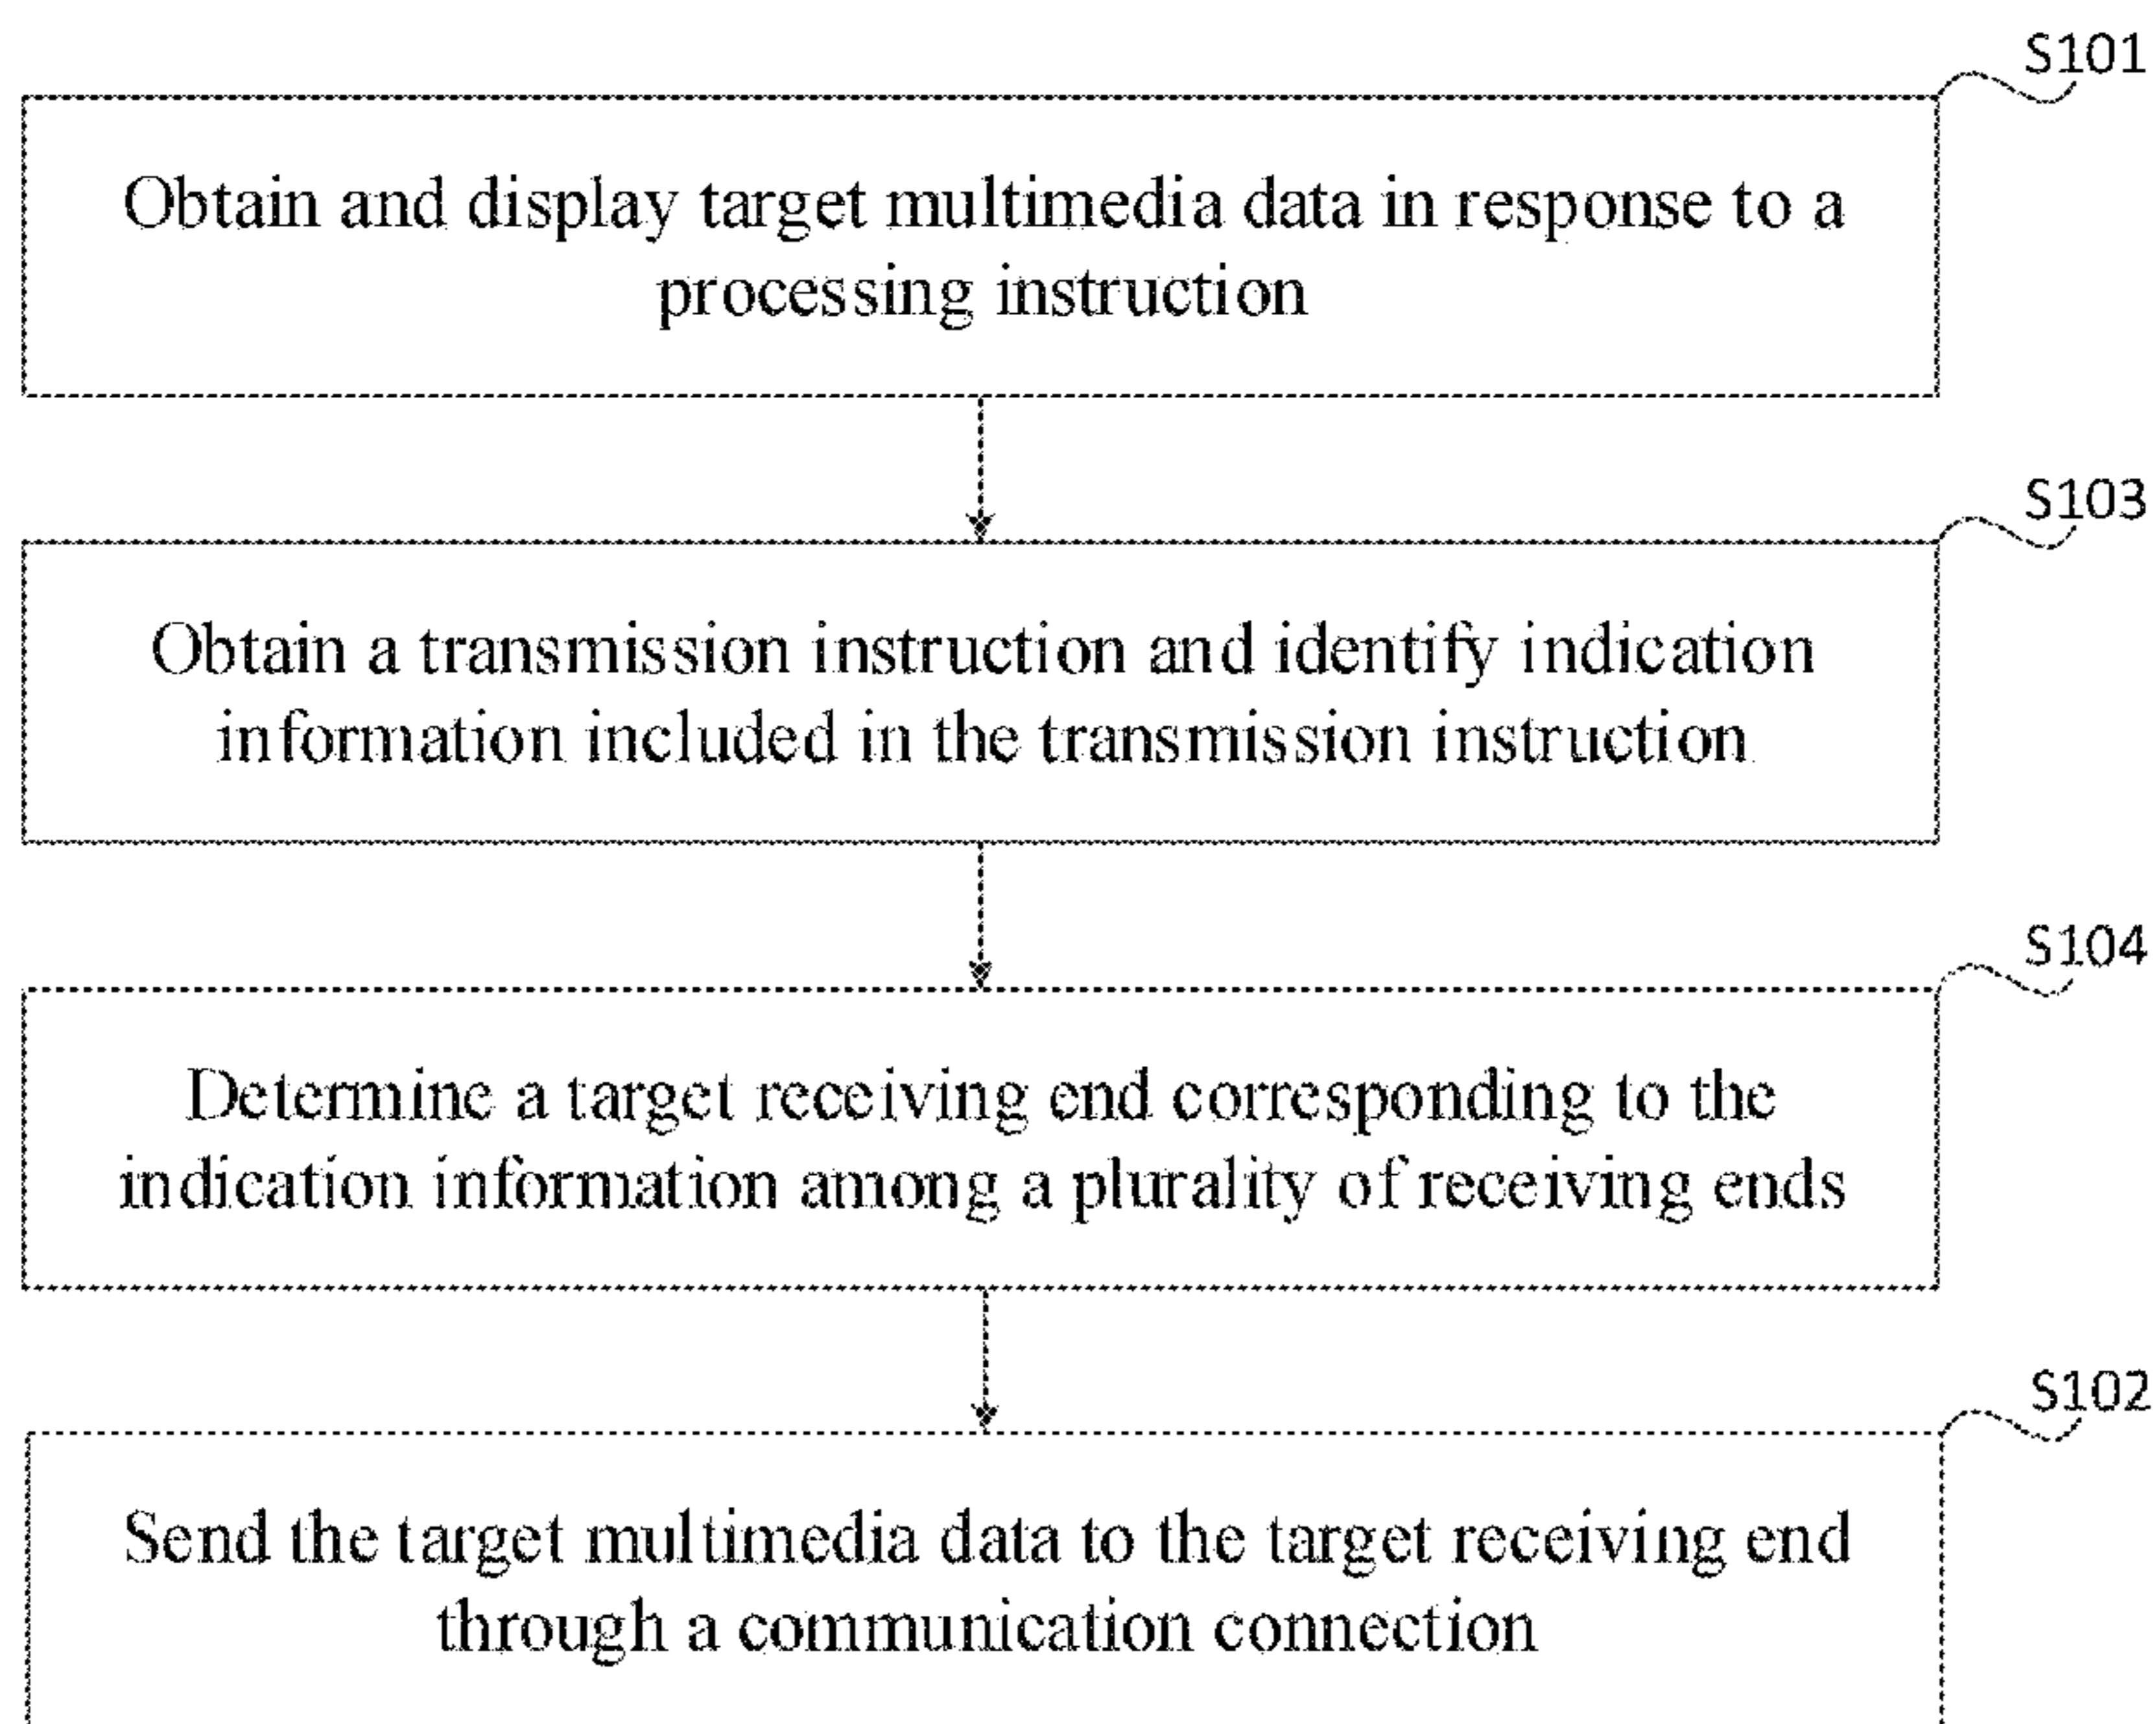 S101
Obtain and display target multimedia data in response to a
processing instruction
S103
Obtain a transmission instruction and identify indication
information included in the transmission instruction
S104
Determine a target receiving end corresponding to the
indication information among a plurality of receiving ends
S102
Send the target multimedia data to the target receiving end
through a communication connection